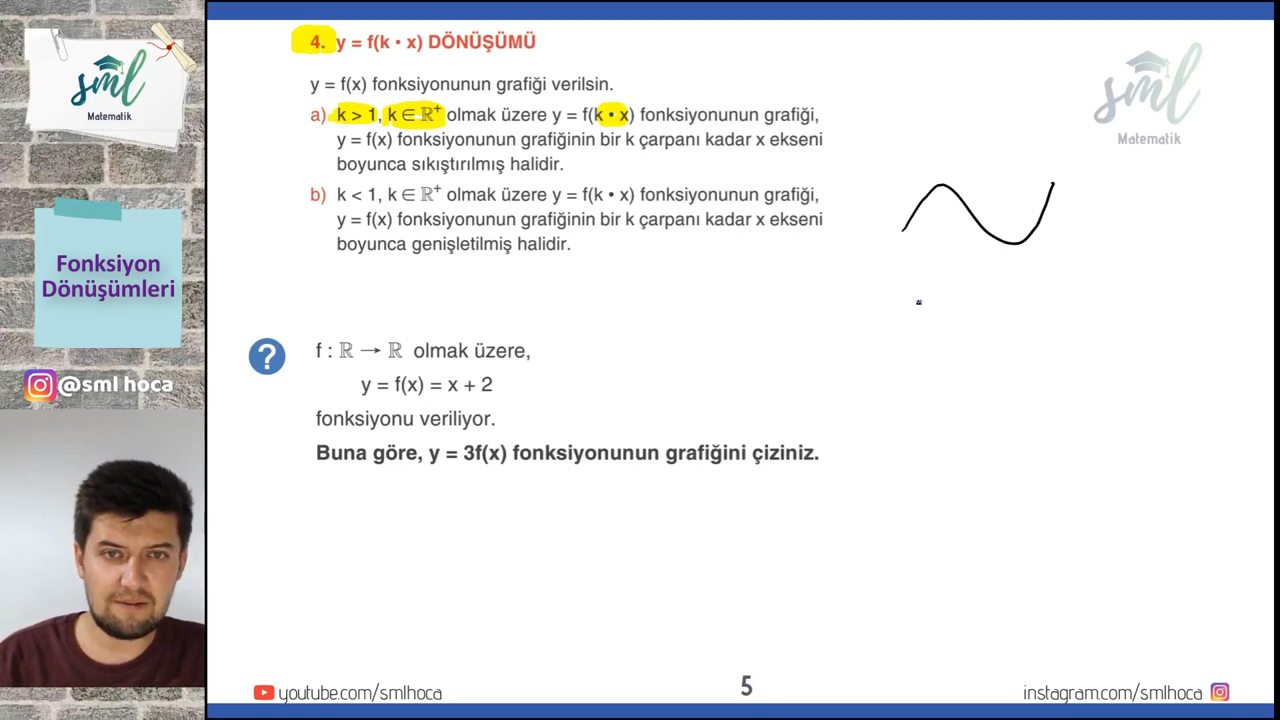 sml
Matematik
Fonksiyon
Dönüşümleri
@sml hoca
4. y = f(k • x) DÖNÜŞÜMÜ
y = f(x) fonksiyonunun grafiği verilsin.
a) k > 1, k ∈ ℝ⁺ olmak üzere y = f(k • x) fonksiyonunun grafiği,
y = f(x) fonksiyonunun grafiğinin bir k çarpanı kadar x ekseni
boyunca sıkıştırılmış halidir.
b) k < 1, k ∈ ℝ⁺ olmak üzere y = f(k • x) fonksiyonunun grafiği,
y = f(x) fonksiyonunun grafiğinin bir k çarpanı kadar x ekseni
boyunca genişletilmiş halidir.
sml
Matematik
?
f : ℝ → ℝ olmak üzere,
y = f(x) = x + 2
fonksiyonu veriliyor.
Buna göre, y = 3f(x) fonksiyonunun grafiğini çiziniz.
youtube.com/smlhoca
5
instagram.com/smlhoca